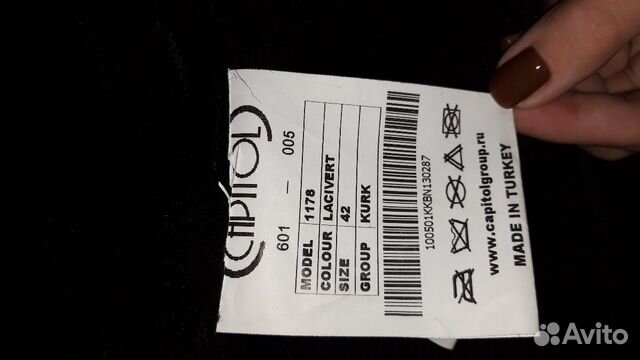 CAPITOL
601 — 005
MODEL 1178
COLOUR LACIVERT
SIZE 42
GROUP KURK
100501KKBN130287
www.capitolgroup.ru
MADE IN TURKEY
Avito